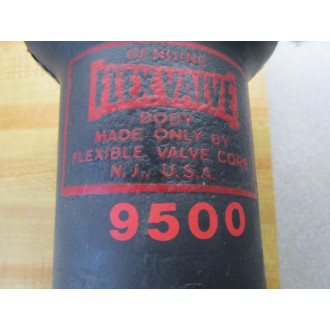 GENUINE
FLEX VALVE
BODY
MADE ONLY BY
FLEXIBLE VALVE CORP.
N.J., U.S.A.
9500